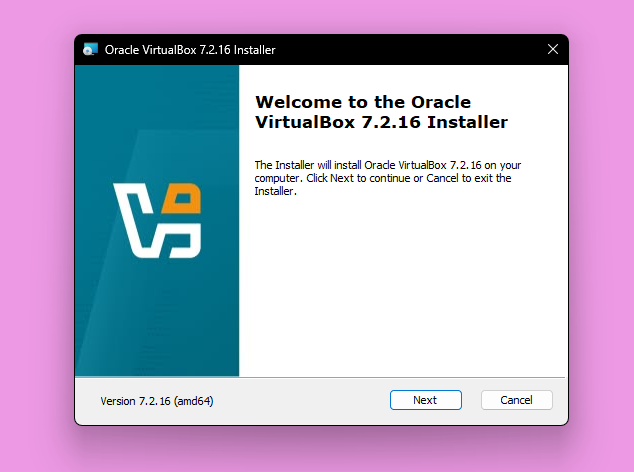 Oracle VirtualBox 7.2.16 Installer
Welcome to the Oracle
VirtualBox 7.2.16 Installer
The Installer will install Oracle VirtualBox 7.2.16 on your
computer. Click Next to continue or Cancel to exit the
Installer.
Version 7.2.16 (amd64)
Next
Cancel